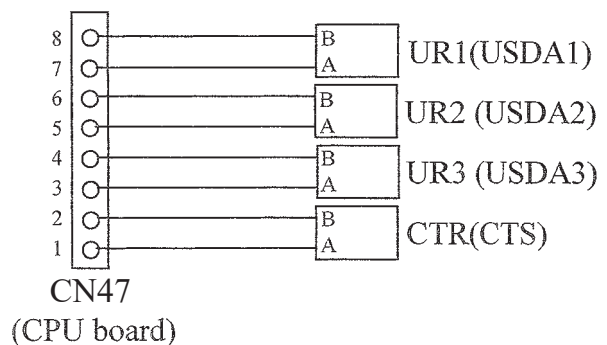 8 B
7 A UR1(USDA1)
6 B
5 A UR2 (USDA2)
4 B
3 A UR3 (USDA3)
2 B
1 A CTR(CTS)
CN47
(CPU board)